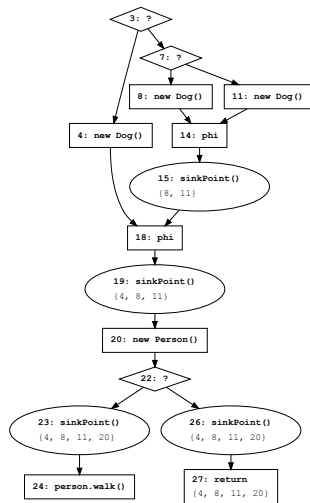 3: ?
7: ?
8: new Dog()
11: new Dog()
4: new Dog()
14: phi
15: sinkPoint()
{8, 11}
18: phi
19: sinkPoint()
{4, 8, 11}
20: new Person()
22: ?
23: sinkPoint()
{4, 8, 11, 20}
26: sinkPoint()
{4, 8, 11, 20}
24: person.walk()
27: return
{4, 8, 11, 20}